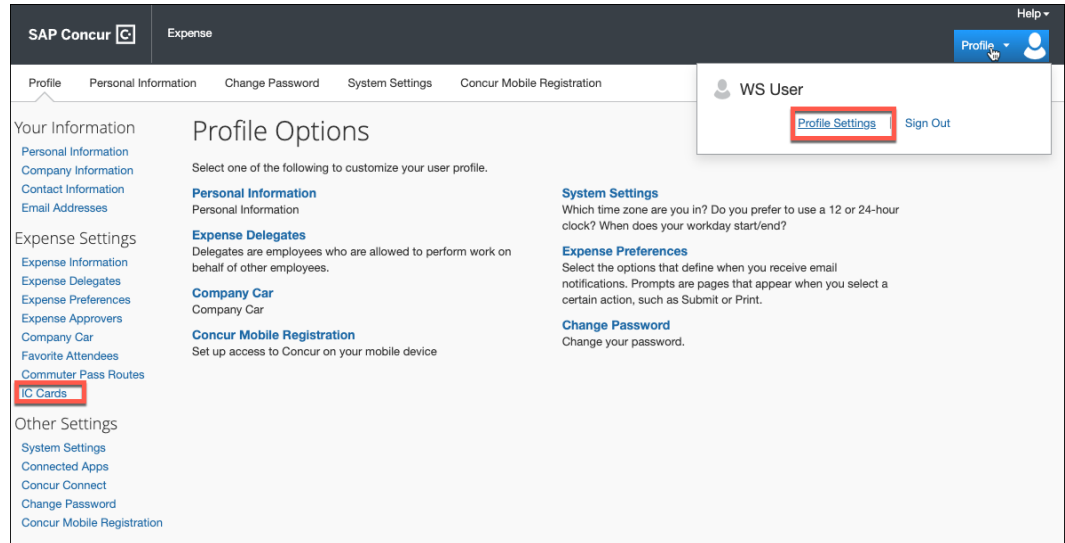 Help
SAP Concur C Expense
Profile
Profile Personal Information Change Password System Settings Concur Mobile Registration
WS User
Profile Settings | Sign Out
Your Information
Personal Information
Company Information
Contact Information
Email Addresses
Expense Settings
Expense Information
Expense Delegates
Expense Preferences
Expense Approvers
Company Car
Favorite Attendees
Commuter Pass Routes
IC Cards
Other Settings
System Settings
Connected Apps
Concur Connect
Change Password
Concur Mobile Registration
Profile Options
Select one of the following to customize your user profile.
Personal Information
Personal Information
Expense Delegates
Delegates are employees who are allowed to perform work on
behalf of other employees.
Company Car
Company Car
Concur Mobile Registration
Set up access to Concur on your mobile device
System Settings
Which time zone are you in? Do you prefer to use a 12 or 24-hour
clock? When does your workday start/end?
Expense Preferences
Select the options that define when you receive email
notifications. Prompts are pages that appear when you select a
certain action, such as Submit or Print.
Change Password
Change your password.